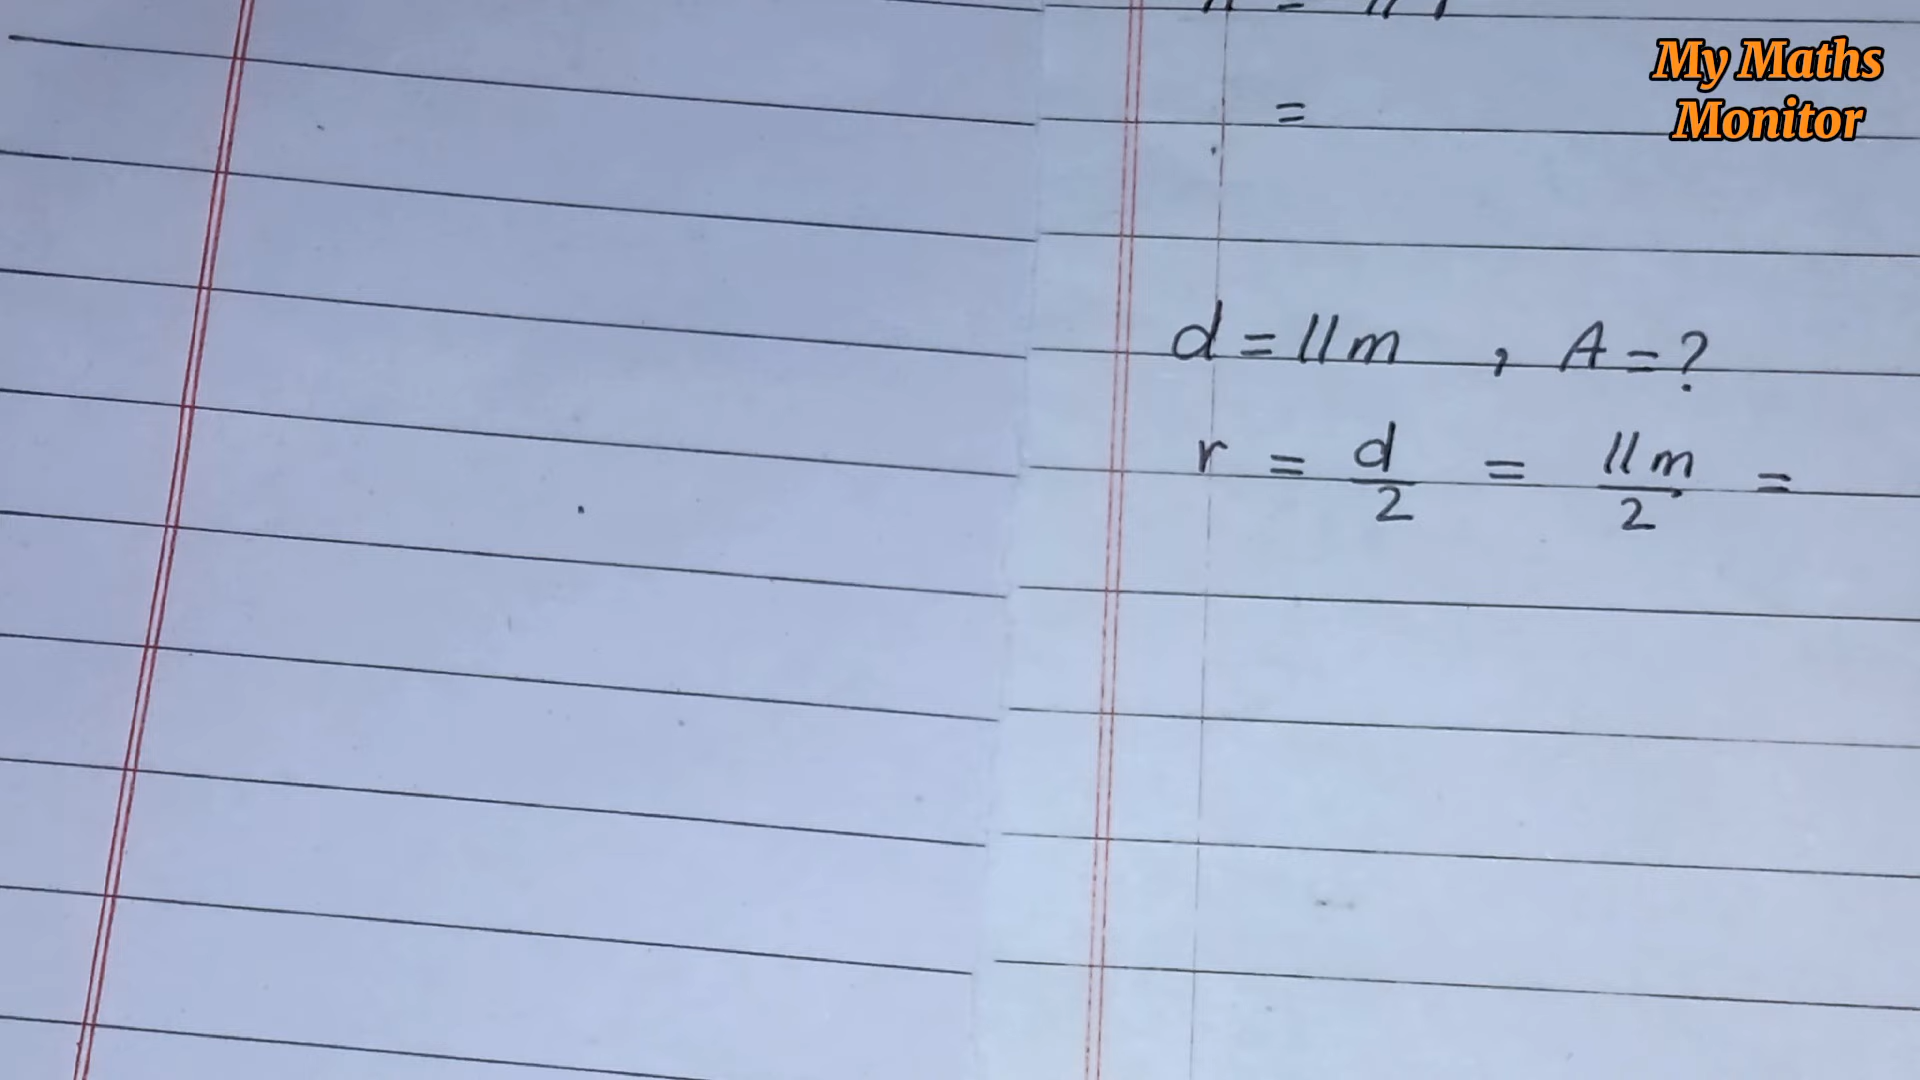 My Maths
Monitor
=
d = 11m , A = ?
r = d/2 = 11m/2 =